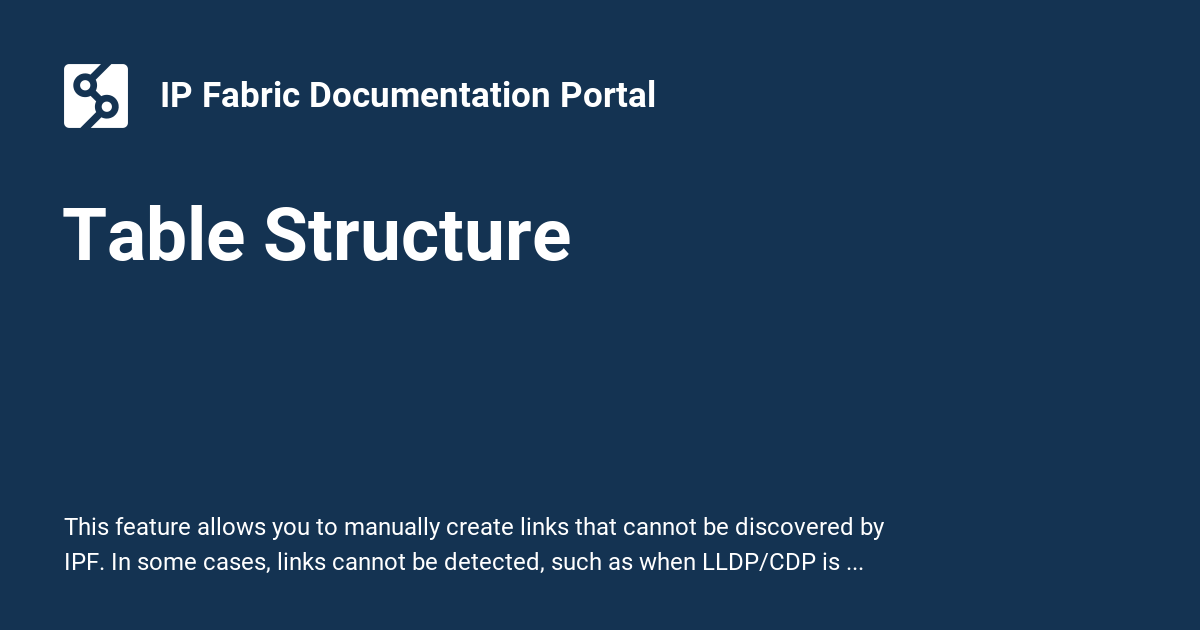 IP Fabric Documentation Portal
Table Structure
This feature allows you to manually create links that cannot be discovered by
IPF. In some cases, links cannot be detected, such as when LLDP/CDP is ...